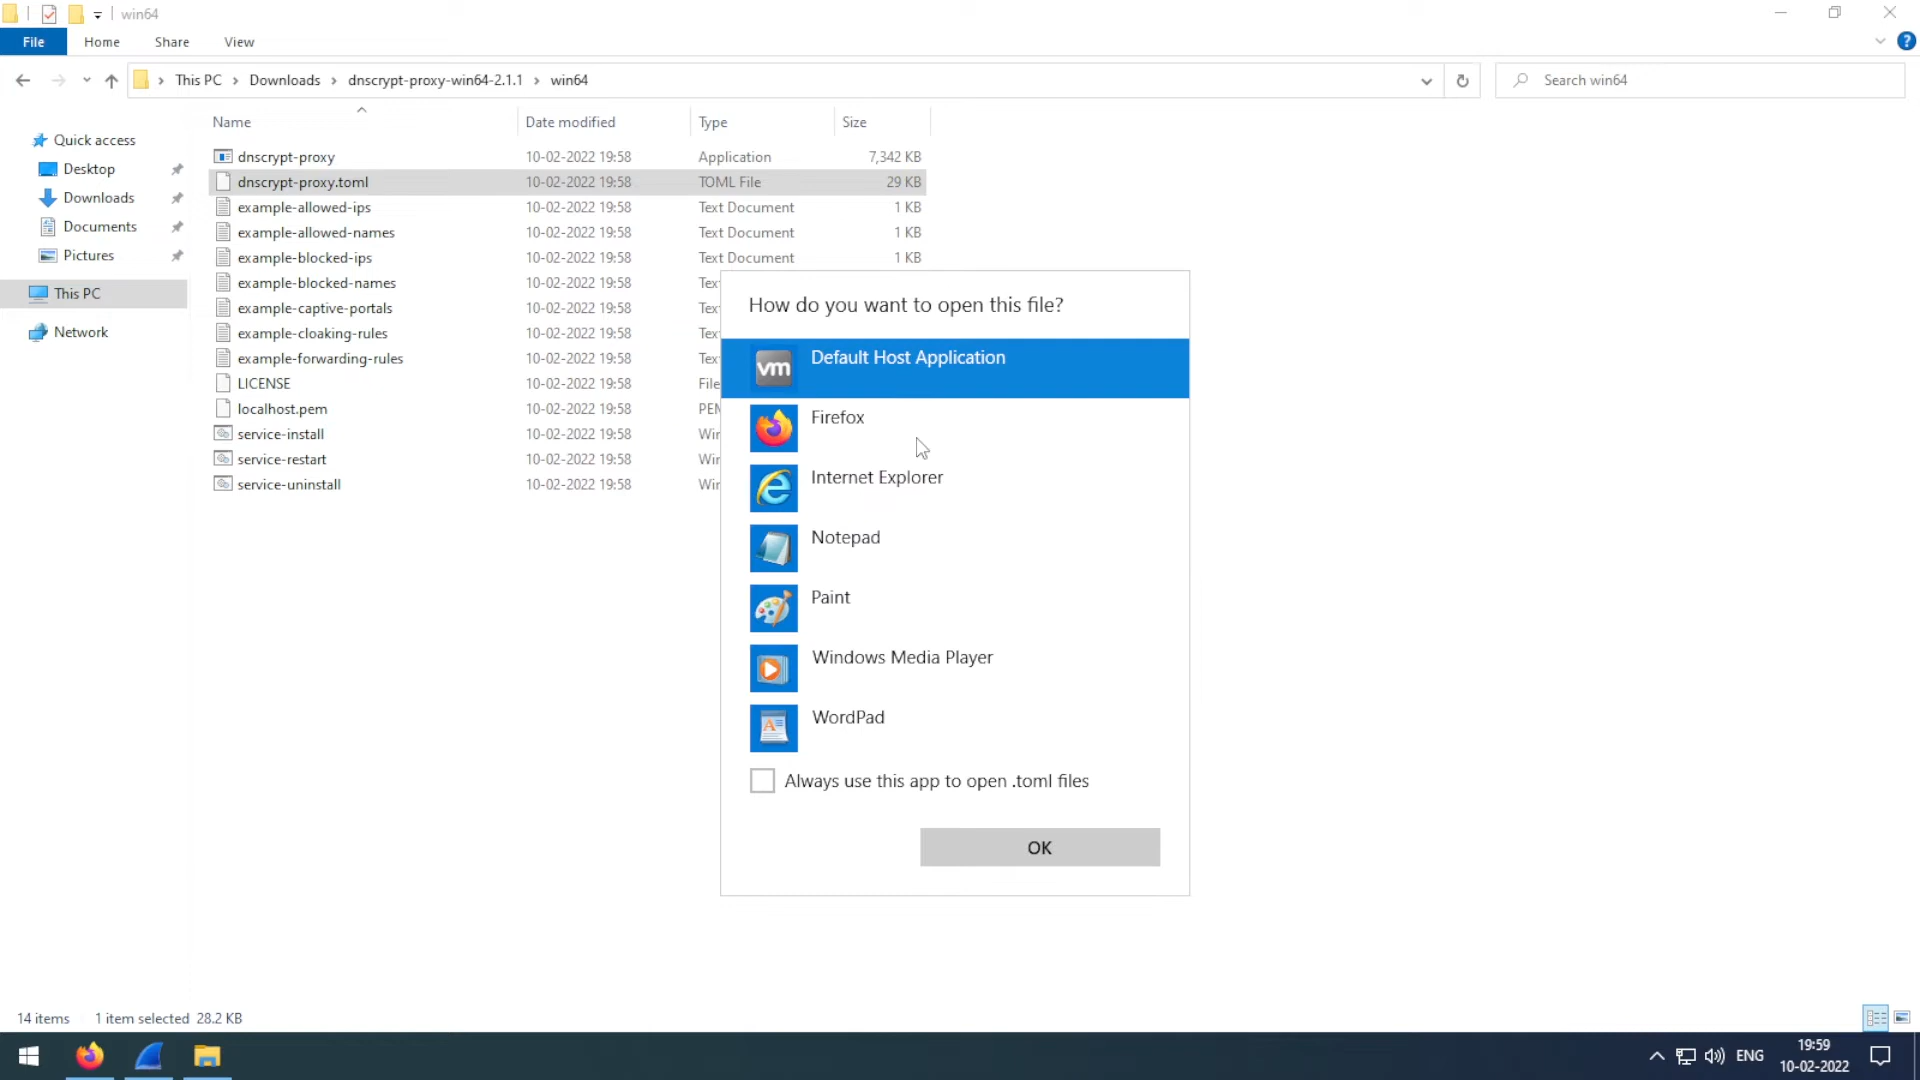 win64
File Home Share View
This PC Downloads dnscrypt-proxy-win64-2.1.1 win64
Search win64
Name Date modified Type Size
Quick access
Desktop
Downloads
Documents
Pictures
This PC
Network
dnscrypt-proxy 10-02-2022 19:58 Application 7,342 KB
dnscrypt-proxy.toml 10-02-2022 19:58 TOML File 29 KB
example-allowed-ips 10-02-2022 19:58 Text Document 1 KB
example-allowed-names 10-02-2022 19:58 Text Document 1 KB
example-blocked-ips 10-02-2022 19:58 Text Document 1 KB
example-blocked-names 10-02-2022 19:58
example-captive-portals 10-02-2022 19:58
example-cloaking-rules 10-02-2022 19:58
example-forwarding-rules 10-02-2022 19:58
LICENSE 10-02-2022 19:58 File
localhost.pem 10-02-2022 19:58
service-install 10-02-2022 19:58
service-restart 10-02-2022 19:58
service-uninstall 10-02-2022 19:58
How do you want to open this file?
vm Default Host Application
Firefox
Internet Explorer
Notepad
Paint
Windows Media Player
WordPad
Always use this app to open .toml files
OK
14 items 1 item selected 28.2 KB
ENG
19:59
10-02-2022